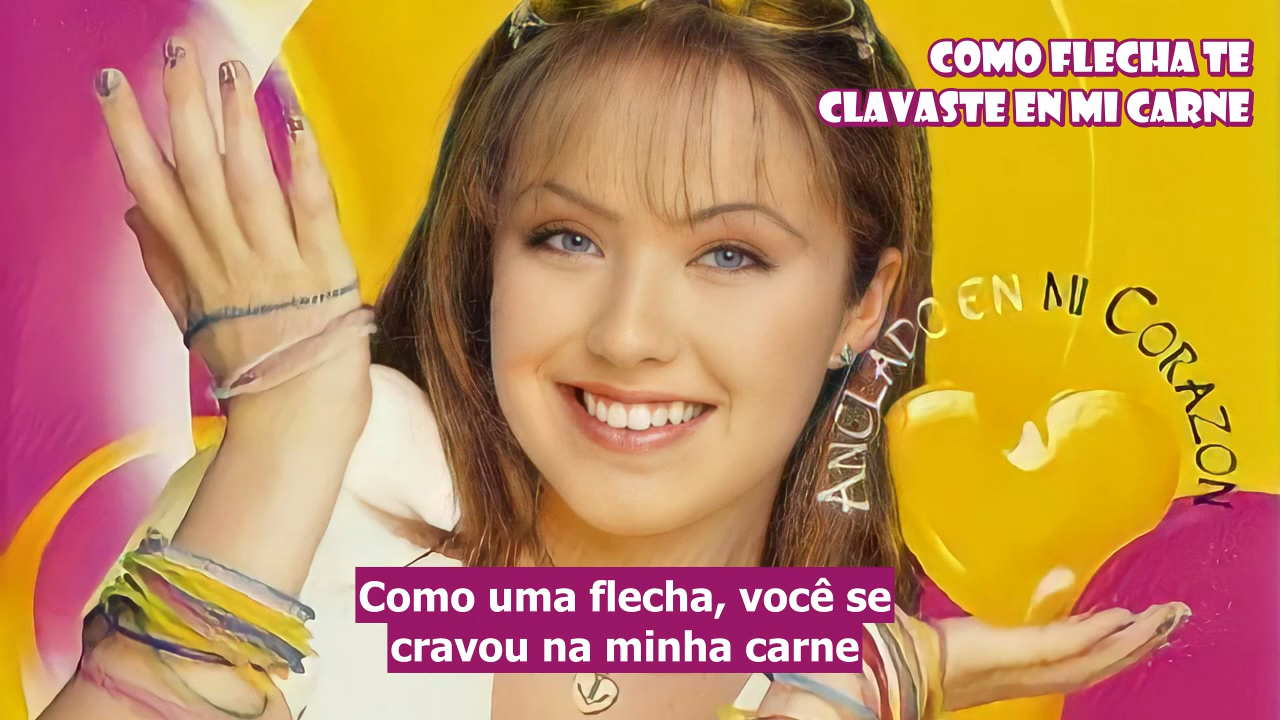 COMO FLECHA TE
CLAVASTE EN MI CARNE
ANCLADO EN MI CORAZON
Como uma flecha, você se
cravou na minha carne